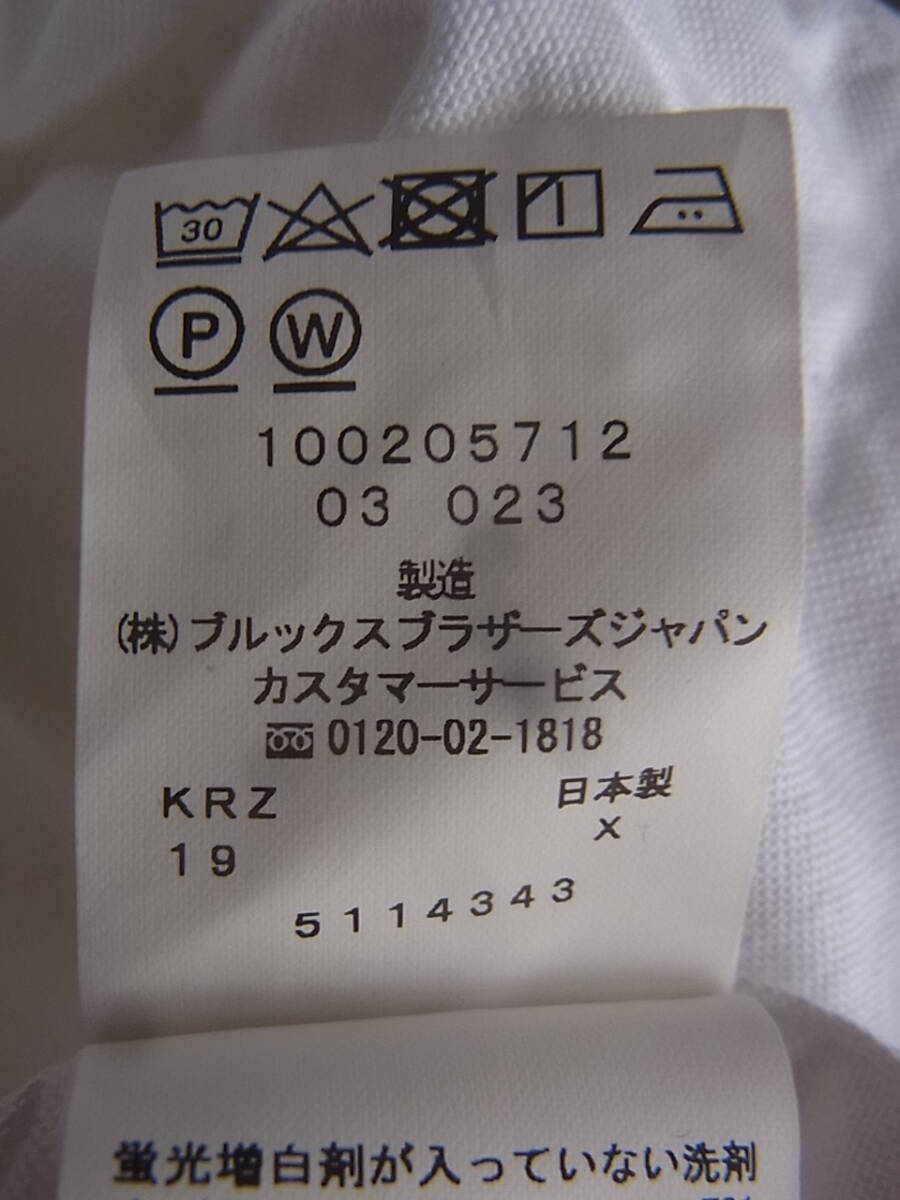 30
P W
100205712
03 023
製造
(株)ブルックスブラザーズジャパン
カスタマーサービス
0120-02-1818
KRZ 日本製
19 X
5114343
蛍光増白剤が入っていない洗剤